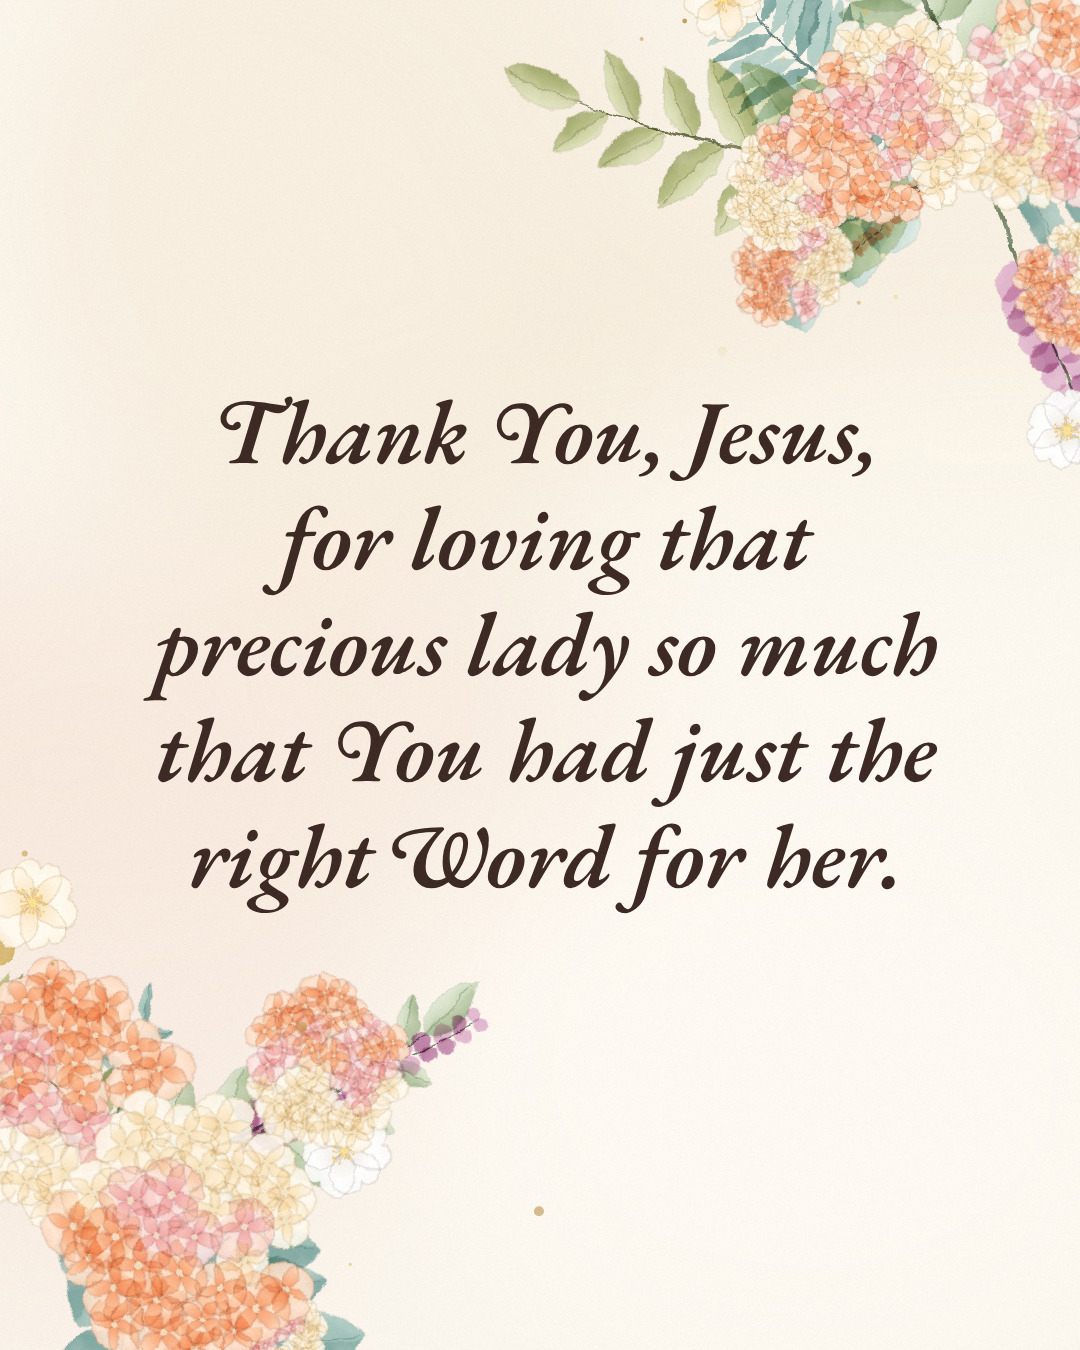 Thank You, Jesus,
for loving that
precious lady so much
that You had just the
right Word for her.